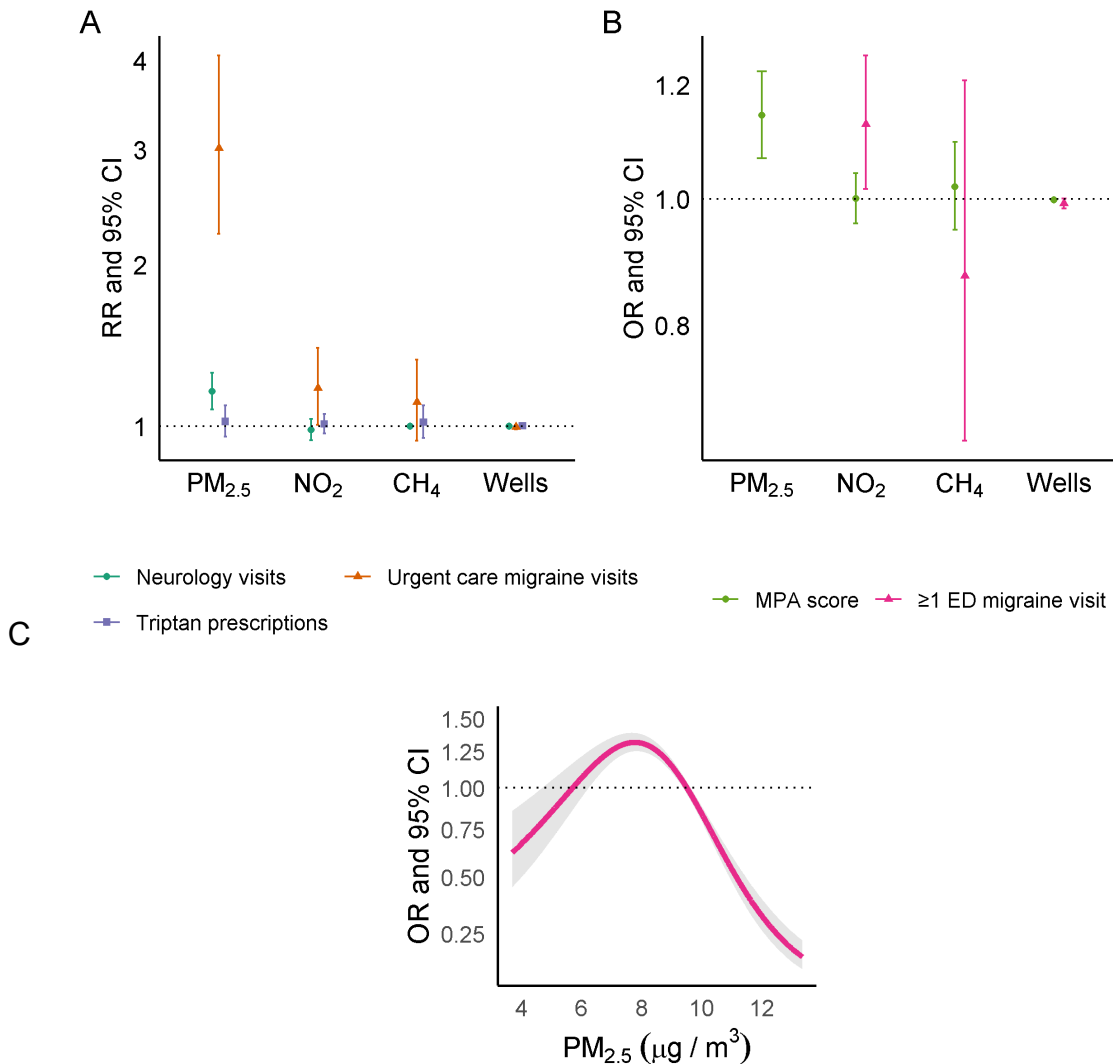 A
RR and 95% CI
4
3
2
1
PM2.5 NO2 CH4 Wells
Neurology visits
Urgent care migraine visits
Triptan prescriptions
B
OR and 95% CI
1.2
1.0
0.8
PM2.5 NO2 CH4 Wells
MPA score
≥1 ED migraine visit
C
OR and 95% CI
1.50
1.25
1.00
0.75
0.50
0.25
4 6 8 10 12
PM2.5 (μg / m3)